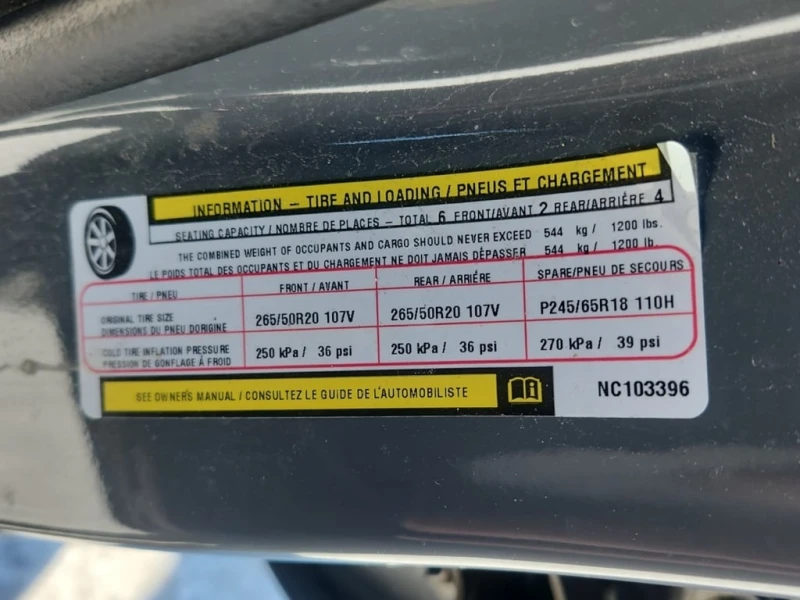 INFORMATION – TIRE AND LOADING / PNEUS ET CHARGEMENT
SEATING CAPACITY / NOMBRE DE PLACES – TOTAL 6 FRONT/AVANT 2 REAR/ARRIÈRE 4
THE COMBINED WEIGHT OF OCCUPANTS AND CARGO SHOULD NEVER EXCEED 544 kg / 1200 lbs.
LE POIDS TOTAL DES OCCUPANTS ET DU CHARGEMENT NE DOIT JAMAIS DÉPASSER 544 kg / 1200 lb.
TIRE / PNEU FRONT / AVANT REAR / ARRIÈRE SPARE/PNEU DE SECOURS
ORIGINAL TIRE SIZE
DIMENSIONS DU PNEU DORIGINE
265/50R20 107V 265/50R20 107V P245/65R18 110H
COLD TIRE INFLATION PRESSURE
PRESSION DE GONFLAGE À FROID
250 kPa / 36 psi 250 kPa / 36 psi 270 kPa / 39 psi
SEE OWNERS MANUAL / CONSULTEZ LE GUIDE DE L'AUTOMOBILISTE
NC103396